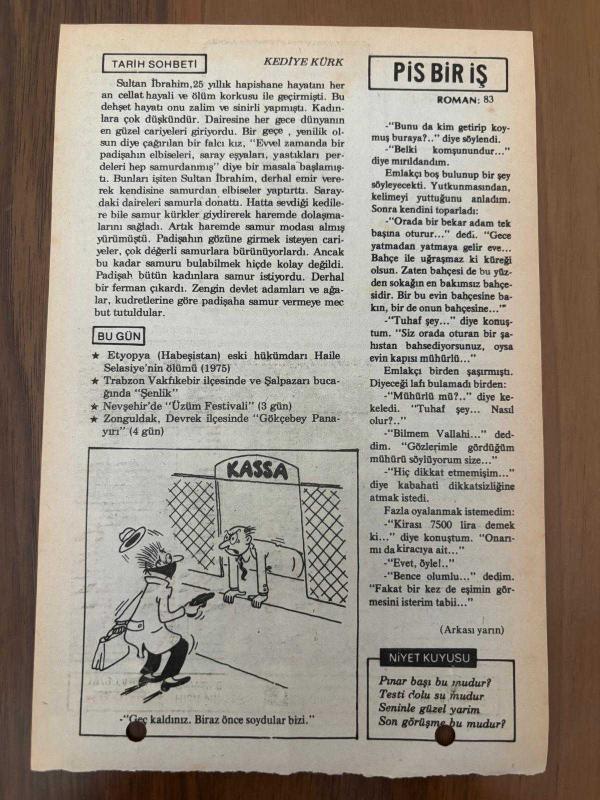 TARİH SOHBETİ
KEDİYE KÜRK
Sultan İbrahim,25 yıllık hapishane hayatını her
an cellat hayali ve ölüm korkusu ile geçirmişti. Bu
dehşet hayatı onu zalim ve sinirli yapmıştı. Kadın-
lara çok düşkündür. Dairesine her gece dünyanın
en güzel cariyeleri giriyordu. Bir geçe , yenilik ol-
sun diye çağrılan bir falcı kız, "Evvel zamanda bir
padişahın elbiseleri, saray eşyaları, yastıkları per-
deleri hep samurdanmış" diye bir masala başlamış-
tı. Bunları işiten Sultan İbrahim, derhal emir vere-
rek kendisine samurdan elbiseler yaptırttı. Saray-
daki daireleri samurla donattı. Hatta sevdiği kedile-
re bile samur kürkler giydirerek haremde dolaşma-
larını sağladı. Artık haremde samur modası almış
yürümüştü. Padişahın gözüne girmek isteyen cari-
yeler, çok değerli samurlara bürünüyorlardı. Ancak
bu kadar samuru bulabilmek hiçde kolay değildi.
Padişah bütün kadınlara samur istiyordu. Derhal
bir ferman çıkardı. Zengin devlet adamları ve ağa-
lar, kudretlerine göre padişaha samur vermeye mec
but tutuldular.
BU GÜN
★ Etyopya (Habeşistan) eski hükümdarı Haile
Selasiye'nin ölümü (1975)
★ Trabzon Vakfıkebir ilçesinde ve Şalpazarı buca-
ğında "Şenlik"
★ Nevşehir'de "Üzüm Festivali" (3 gün)
★ Zonguldak, Devrek ilçesinde "Gökçebey Pana-
yırı" (4 gün)
KASSA
-"Geç kaldınız. Biraz önce soydular bizi."
PİS BİR İŞ
ROMAN: 83
-"Bunu da kim getirip koy-
muş buraya?.." diye söylendi.
-"Belki komşunundur..."
diye mırıldandım.
Emlakçı boş bulunup bir şey
söyleyecekti. Yutkunmasından,
kelimeyi yuttuğunu anladım.
Sonra kendini toparladı:
-"Orada bir bekar adam tek
başına oturur..." dedi. "Gece
yatmadan yatmaya gelir eve...
Bahçe ile uğraşmaz ki küreği
olsun. Zaten bahçesi de bu yüz-
den sokağın en bakımsız bahçe-
sidir. Bir bu evin bahçesine ba-
kın, bir de onun bahçesine..."
-"Tuhaf şey..." diye konuş-
tum. "Siz orada oturan bir şa-
hıstan bahsediyorsunuz, oysa
evin kapısı mühürlü..."
Emlakçı birden şaşırmıştı.
Diyeceği lafı bulamadı birden:
-"Mühürlü mü?.." diye ke-
keledi. "Tuhaf şey... Nasıl
olur?.."
-"Bilmem Vallahi..." ded-
dim. "Gözlerimle gördüğüm
mühürü söylüyorum size..."
-"Hiç dikkat etmemişim..."
diye kabahati dikkatsizliğine
atmak istedi.
Fazla oyalanmak istemedim:
-"Kirası 7500 lira demek
ki..." diye konuştum. "Onarı-
mı da kiracıya ait..."
-"Evet, öyle!.."
-"Bence olumlu..." dedim.
"Fakat bir kez de eşimin gör-
mesini isterim tabii..."
(Arkası yarın)
NİYET KUYUSU
Pınar başı bu mudur?
Testi dolu su mudur
Seninle güzel yarim
Son görüşme bu mudur?